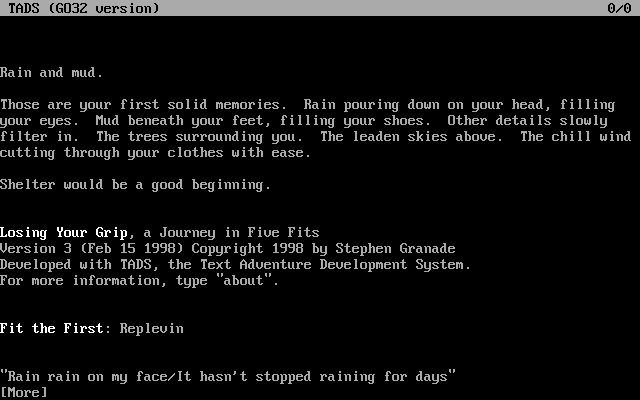 TADS (GO32 version) 0/0
Rain and mud.
Those are your first solid memories.  Rain pouring down on your head, filling
your eyes.  Mud beneath your feet, filling your shoes.  Other details slowly
filter in.  The trees surrounding you.  The leaden skies above.  The chill wind
cutting through your clothes with ease.
Shelter would be a good beginning.
Losing Your Grip, a Journey in Five Fits
Version 3 (Feb 15 1998) Copyright 1998 by Stephen Granade
Developed with TADS, the Text Adventure Development System.
For more information, type "about".
Fit the First: Replevin
"Rain rain on my face/It hasn't stopped raining for days"
[More]